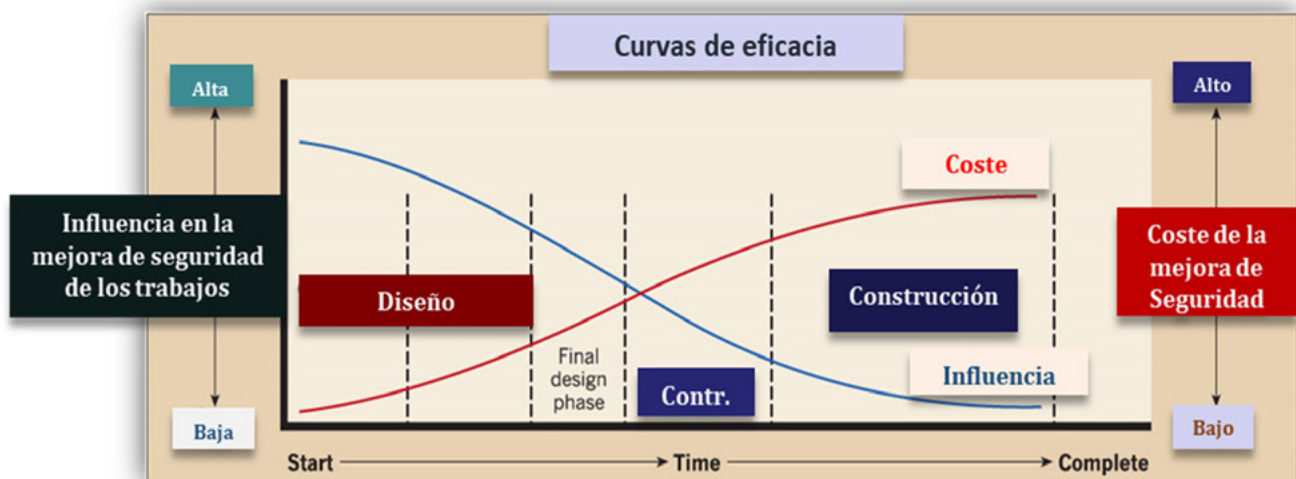 Curvas de eficacia
Alta
Alto
Coste
Influencia en la
mejora de seguridad
de los trabajos
Coste de la
mejora de
Seguridad
Diseño
Construcción
Final
design
phase
Contr.
Influencia
Baja
Bajo
Start
Time
Complete